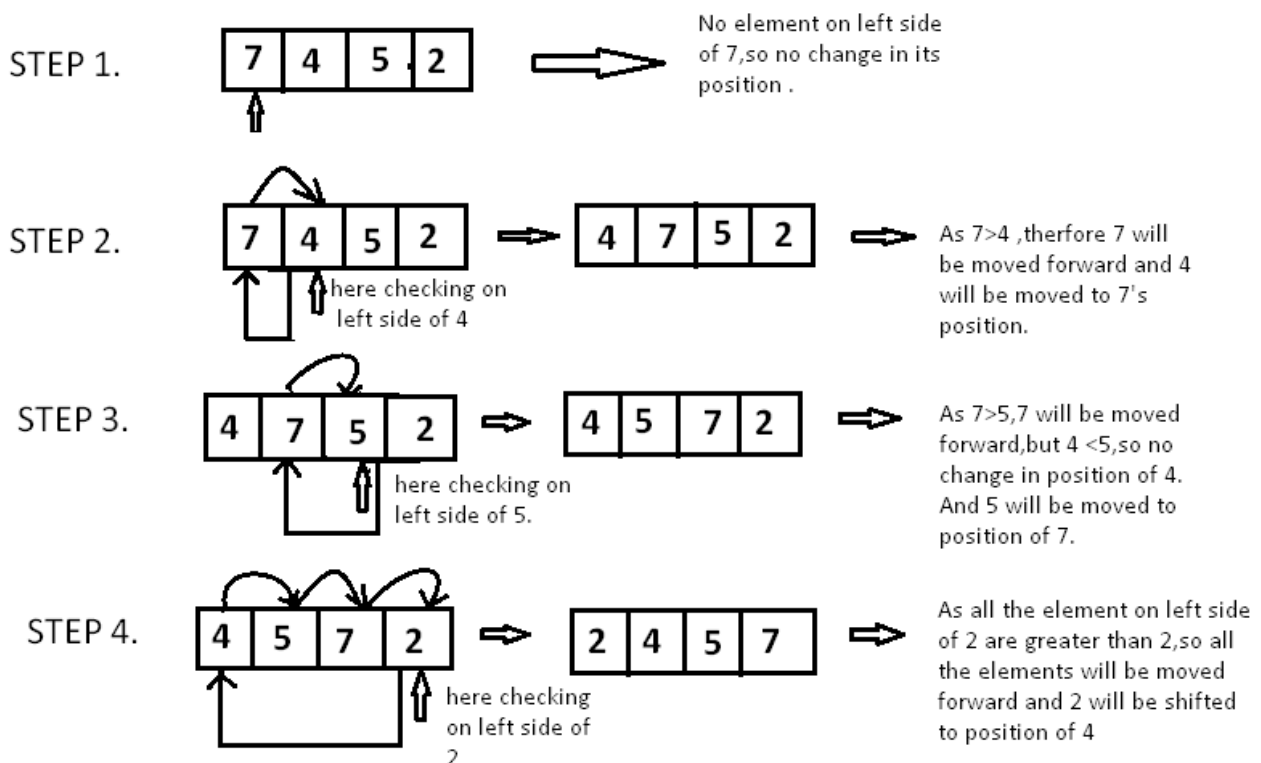 STEP 1.
7 4 5 2
No element on left side
of 7,so no change in its
position .
STEP 2.
7 4 5 2
here checking on
left side of 4
4 7 5 2
As 7>4 ,therfore 7 will
be moved forward and 4
will be moved to 7's
position.
STEP 3.
4 7 5 2
here checking on
left side of 5.
4 5 7 2
As 7>5,7 will be moved
forward,but 4 <5,so no
change in position of 4.
And 5 will be moved to
position of 7.
STEP 4.
4 5 7 2
here checking
on left side of
2
2 4 5 7
As all the element on left side
of 2 are greater than 2,so all
the elements will be moved
forward and 2 will be shifted
to position of 4